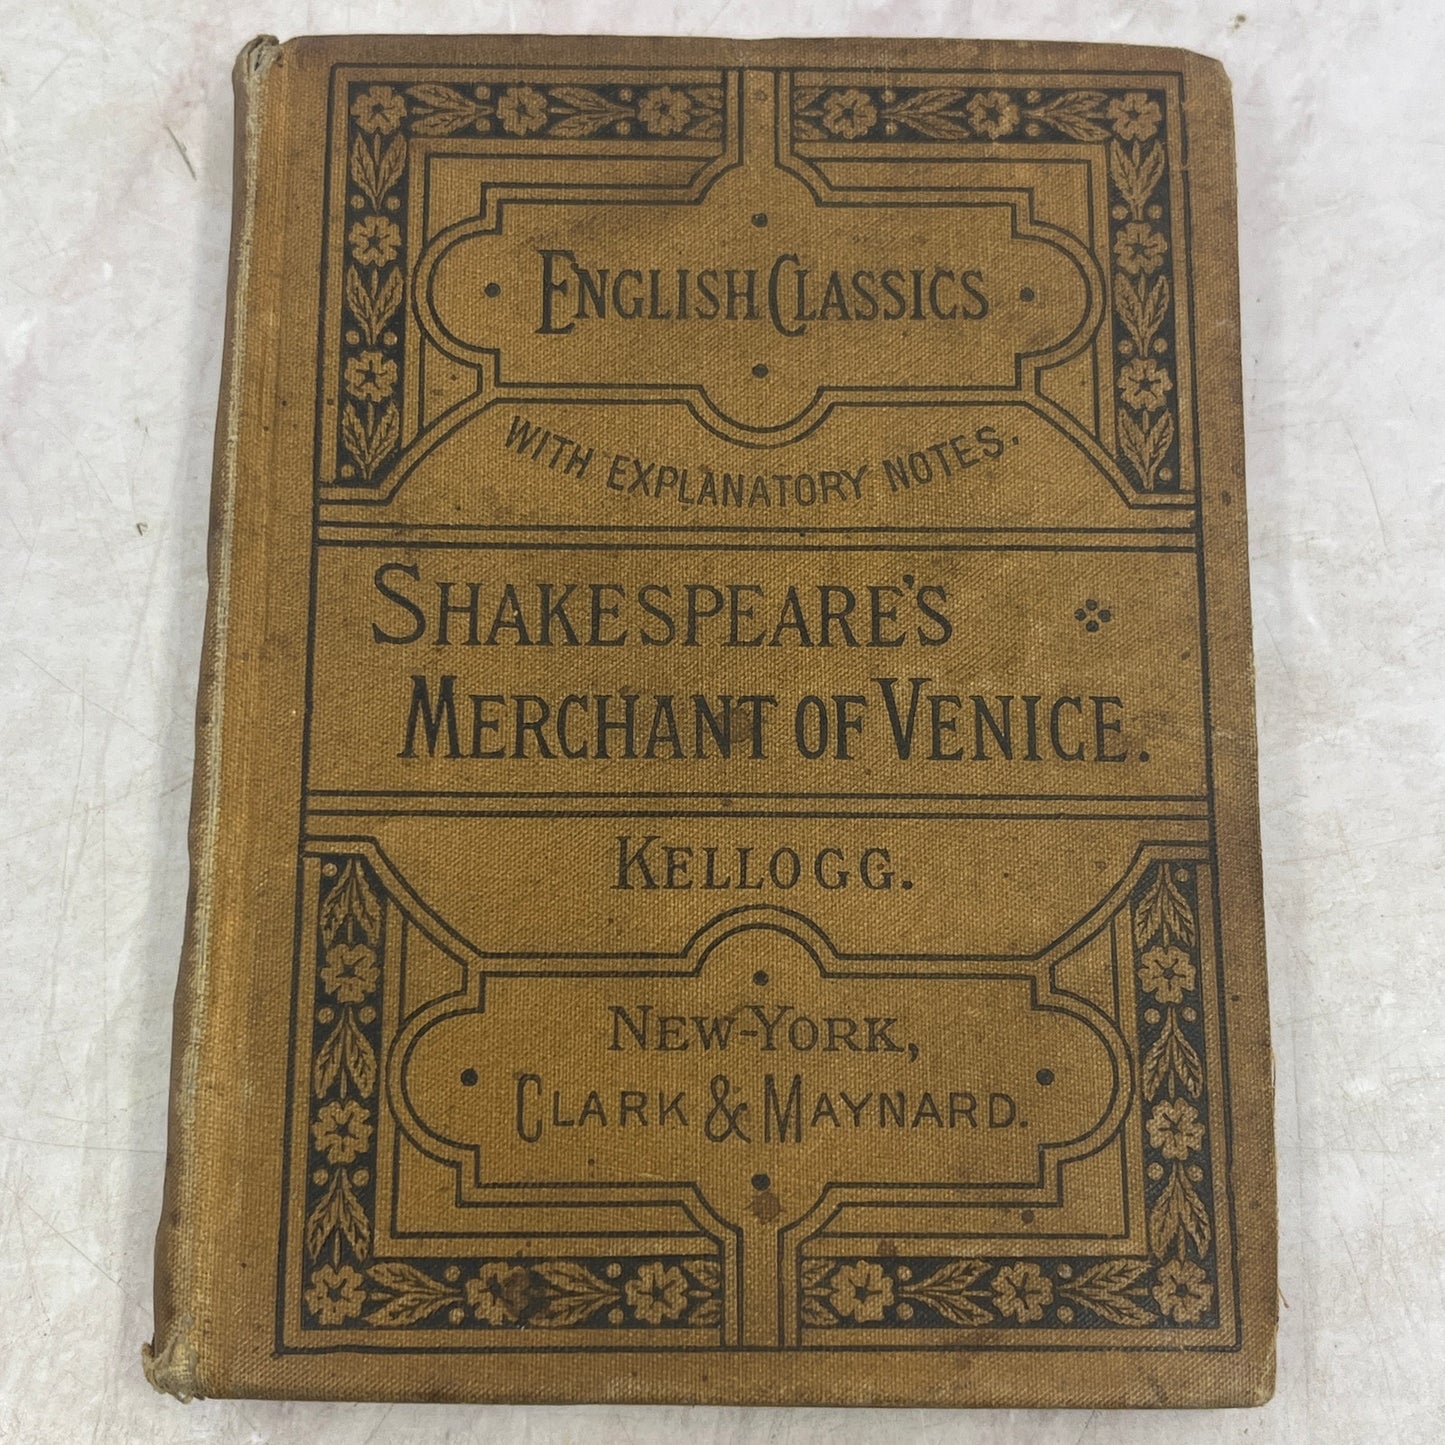 ENGLISH CLASSICS
WITH EXPLANATORY NOTES.
SHAKESPEARE'S
MERCHANT OF VENICE.
KELLOGG.
NEW-YORK,
CLARK & MAYNARD.